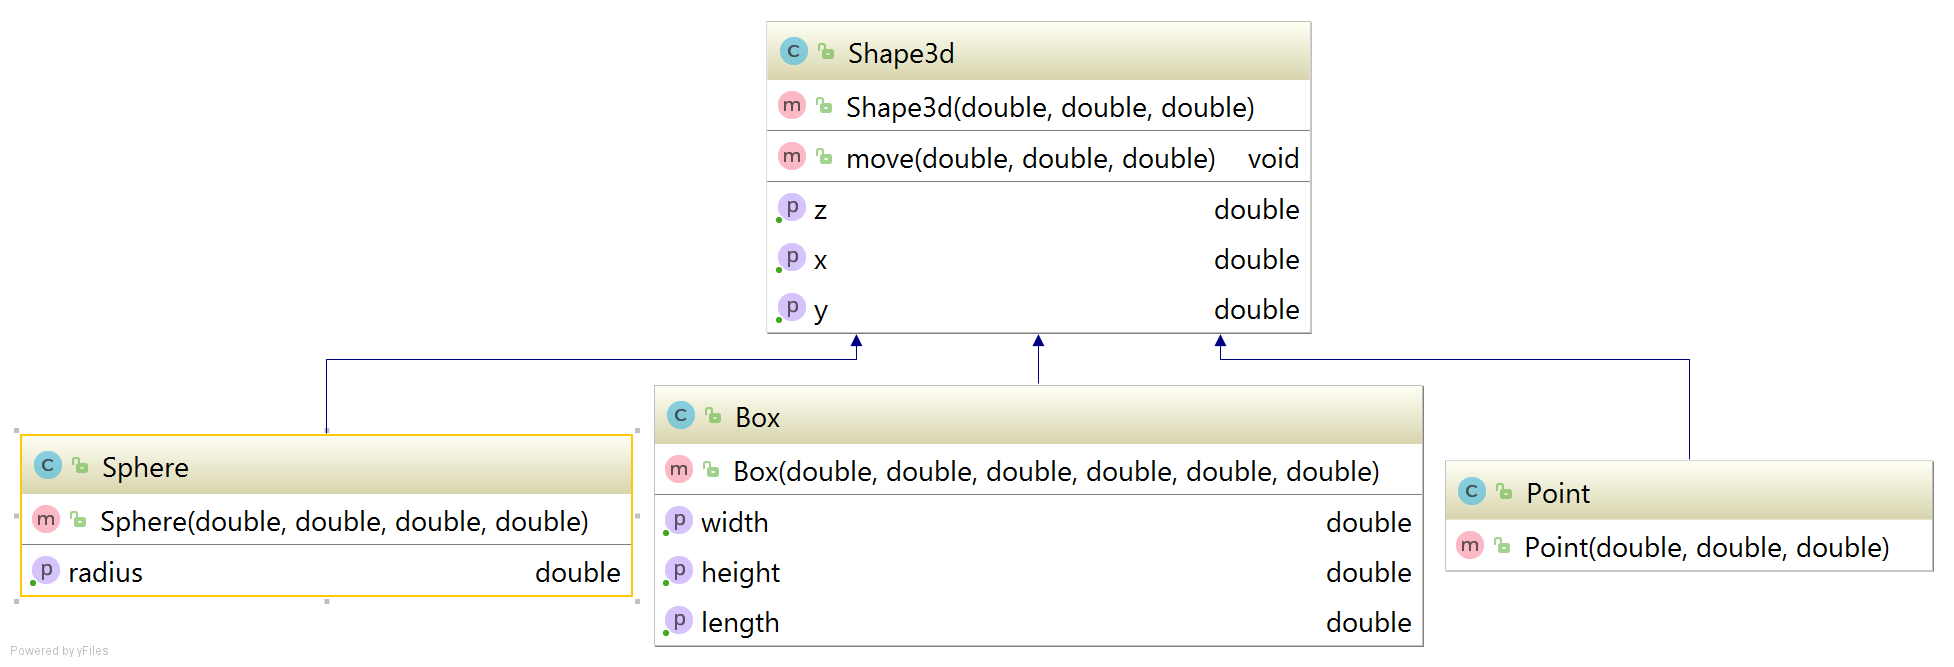 C Shape3d
m Shape3d(double, double, double)
m move(double, double, double) void
p z double
p x double
p y double
C Sphere
m Sphere(double, double, double, double)
p radius double
C Box
m Box(double, double, double, double, double, double)
p width double
p height double
p length double
C Point
m Point(double, double, double)
Powered by yFiles